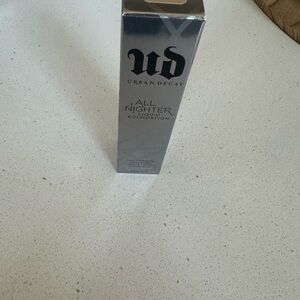 ud
URBAN DECAY
ALL
NIGHTER
LIQUID
FOUNDATION